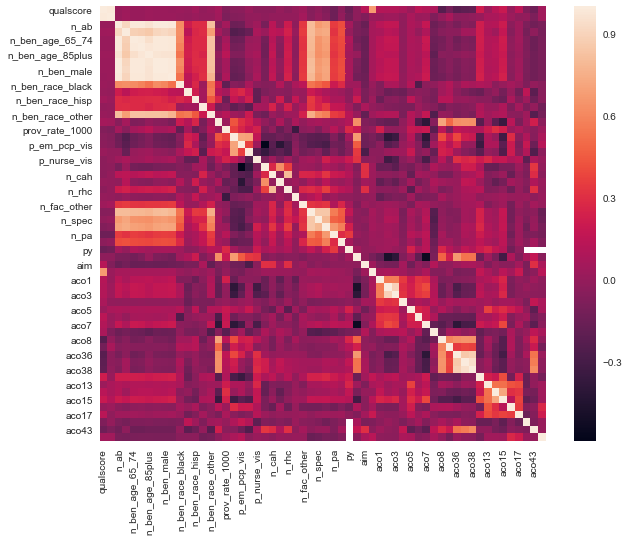 qualscore
n_ab
n_ben_age_65_74
n_ben_age_85plus
n_ben_male
n_ben_race_black
n_ben_race_hisp
n_ben_race_other
prov_rate_1000
p_em_pcp_vis
p_nurse_vis
n_cah
n_rhc
n_fac_other
n_spec
n_pa
py
aim
aco1
aco3
aco5
aco7
aco8
aco36
aco38
aco13
aco15
aco17
aco43
0.9
0.6
0.3
0.0
−0.3
qualscore
n_ab
n_ben_age_65_74
n_ben_age_85plus
n_ben_male
n_ben_race_black
n_ben_race_hisp
n_ben_race_other
prov_rate_1000
p_em_pcp_vis
p_nurse_vis
n_cah
n_rhc
n_fac_other
n_spec
n_pa
py
aim
aco1
aco3
aco5
aco7
aco8
aco36
aco38
aco13
aco15
aco17
aco43